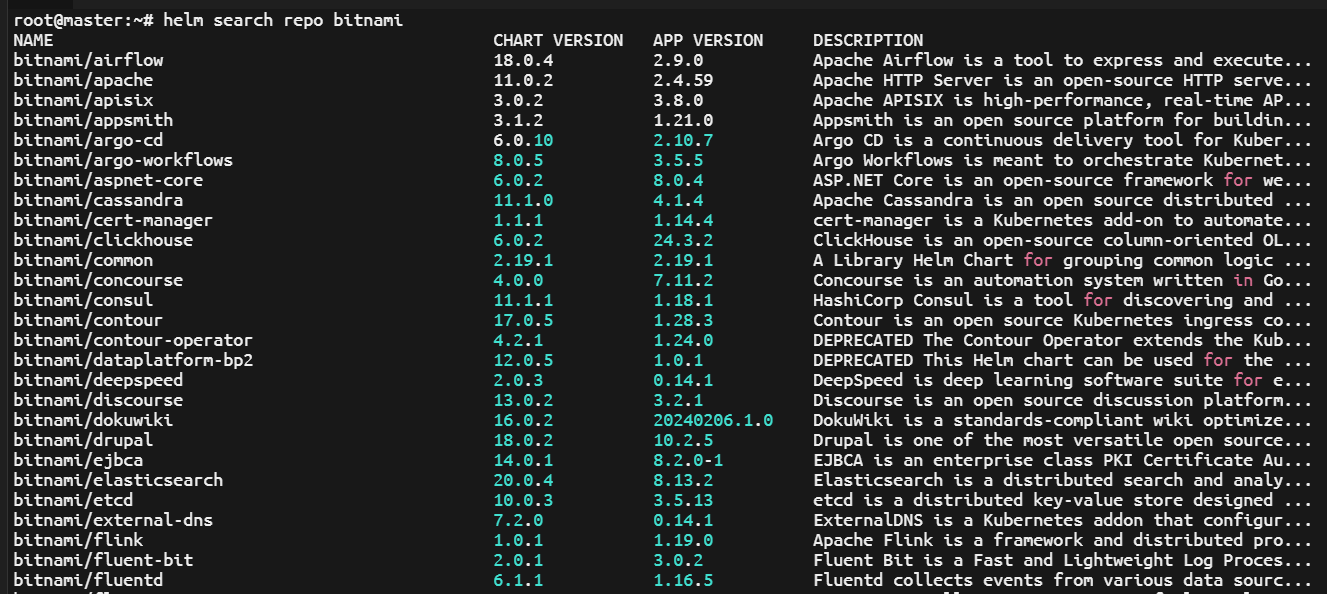 root@master:~# helm search repo bitnami
NAME CHART VERSION APP VERSION DESCRIPTION
bitnami/airflow 18.0.4 2.9.0 Apache Airflow is a tool to express and execute...
bitnami/apache 11.0.2 2.4.59 Apache HTTP Server is an open-source HTTP serve...
bitnami/apisix 3.0.2 3.8.0 Apache APISIX is high-performance, real-time AP...
bitnami/appsmith 3.1.2 1.21.0 Appsmith is an open source platform for buildin...
bitnami/argo-cd 6.0.10 2.10.7 Argo CD is a continuous delivery tool for Kuber...
bitnami/argo-workflows 8.0.5 3.5.5 Argo Workflows is meant to orchestrate Kubernet...
bitnami/aspnet-core 6.0.2 8.0.4 ASP.NET Core is an open-source framework for we...
bitnami/cassandra 11.1.0 4.1.4 Apache Cassandra is an open source distributed ...
bitnami/cert-manager 1.1.1 1.14.4 cert-manager is a Kubernetes add-on to automate...
bitnami/clickhouse 6.0.2 24.3.2 ClickHouse is an open-source column-oriented OL...
bitnami/common 2.19.1 2.19.1 A Library Helm Chart for grouping common logic ...
bitnami/concourse 4.0.0 7.11.2 Concourse is an automation system written in Go...
bitnami/consul 11.1.1 1.18.1 HashiCorp Consul is a tool for discovering and ...
bitnami/contour 17.0.5 1.28.3 Contour is an open source Kubernetes ingress co...
bitnami/contour-operator 4.2.1 1.24.0 DEPRECATED The Contour Operator extends the Kub...
bitnami/dataplatform-bp2 12.0.5 1.0.1 DEPRECATED This Helm chart can be used for the ...
bitnami/deepspeed 2.0.3 0.14.1 DeepSpeed is deep learning software suite for e...
bitnami/discourse 13.0.2 3.2.1 Discourse is an open source discussion platform...
bitnami/dokuwiki 16.0.2 20240206.1.0 DokuWiki is a standards-compliant wiki optimize...
bitnami/drupal 18.0.2 10.2.5 Drupal is one of the most versatile open source...
bitnami/ejbca 14.0.1 8.2.0-1 EJBCA is an enterprise class PKI Certificate Au...
bitnami/elasticsearch 20.0.4 8.13.2 Elasticsearch is a distributed search and analy...
bitnami/etcd 10.0.3 3.5.13 etcd is a distributed key-value store designed ...
bitnami/external-dns 7.2.0 0.14.1 ExternalDNS is a Kubernetes addon that configur...
bitnami/flink 1.0.1 1.19.0 Apache Flink is a framework and distributed pro...
bitnami/fluent-bit 2.0.1 3.0.2 Fluent Bit is a Fast and Lightweight Log Proces...
bitnami/fluentd 6.1.1 1.16.5 Fluentd collects events from various data sourc...